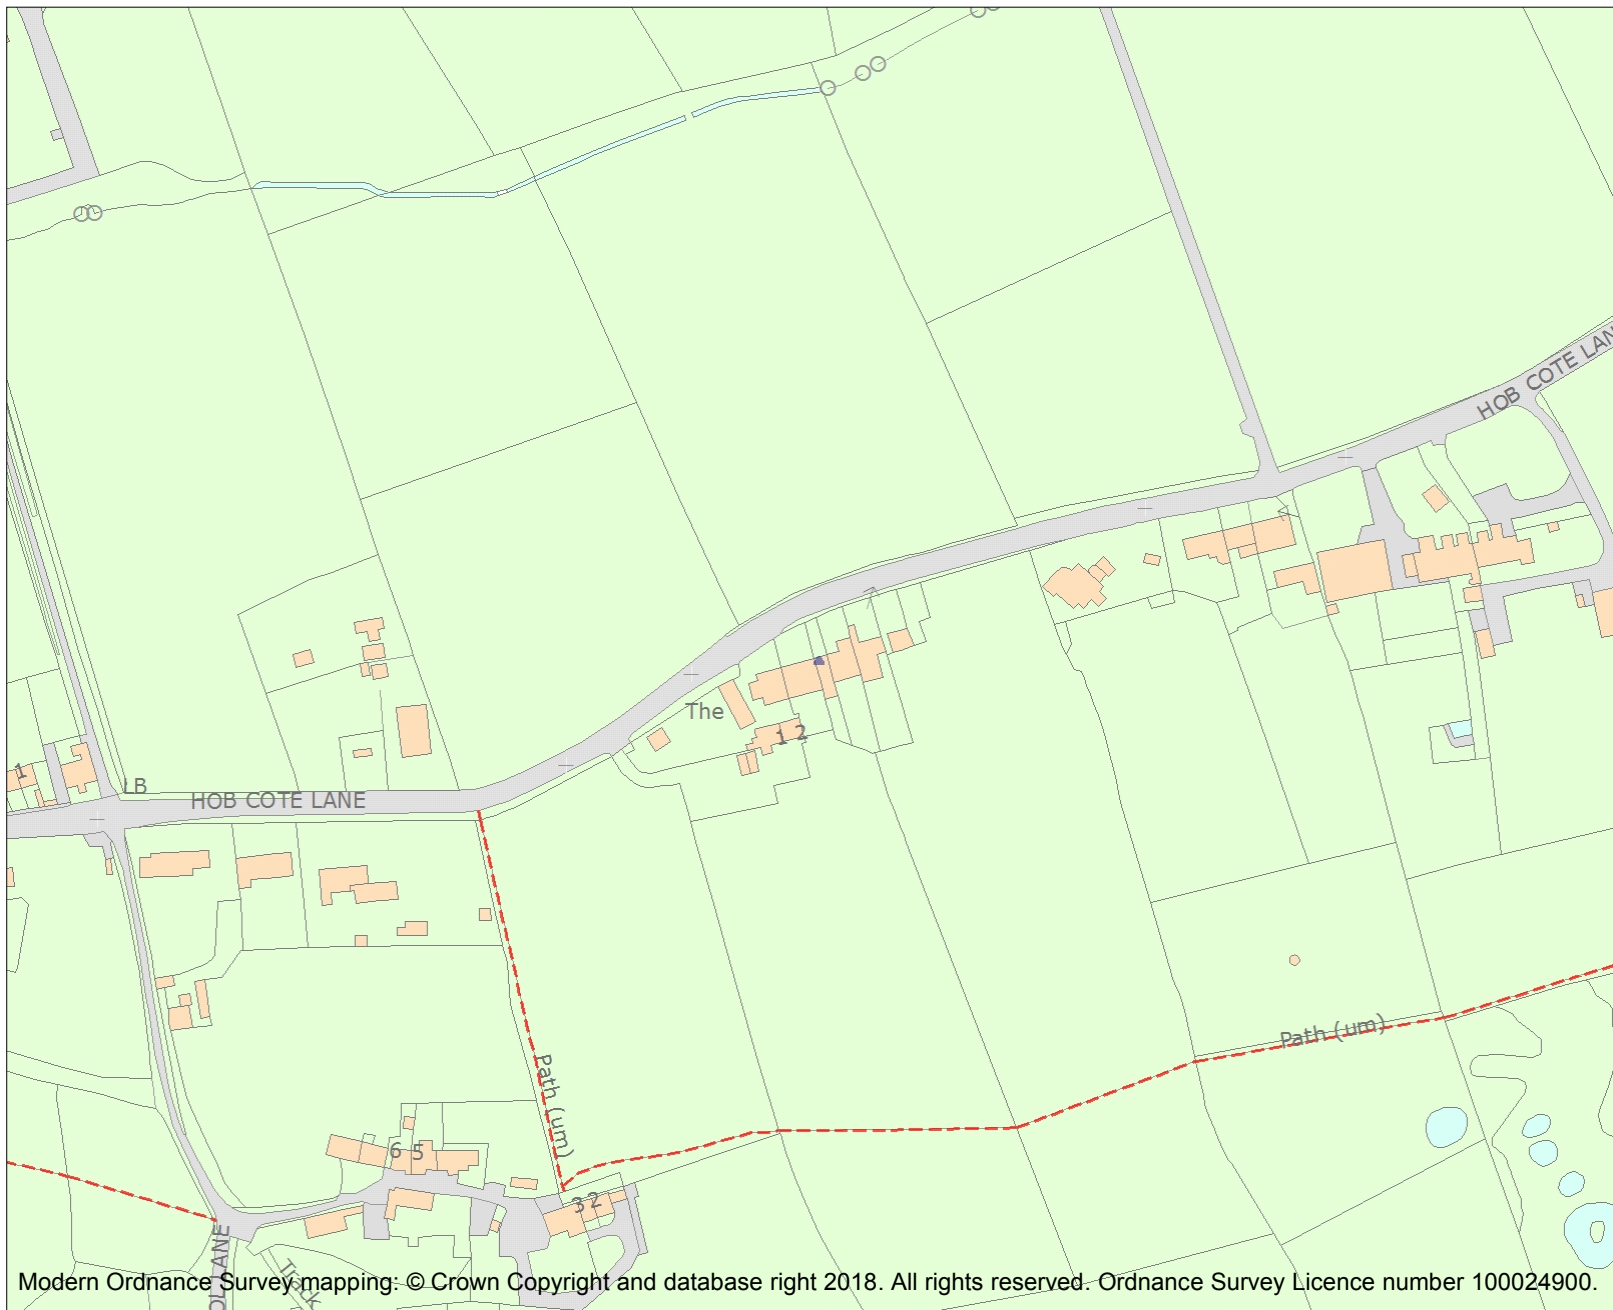 HOB COTE LANE
The
1 2
1
LB
HOB COTE LANE
Path (um)
Path (um)
6 5
3 2
Track
Modern Ordnance Survey mapping: © Crown Copyright and database right 2018. All rights reserved. Ordnance Survey Licence number 100024900.